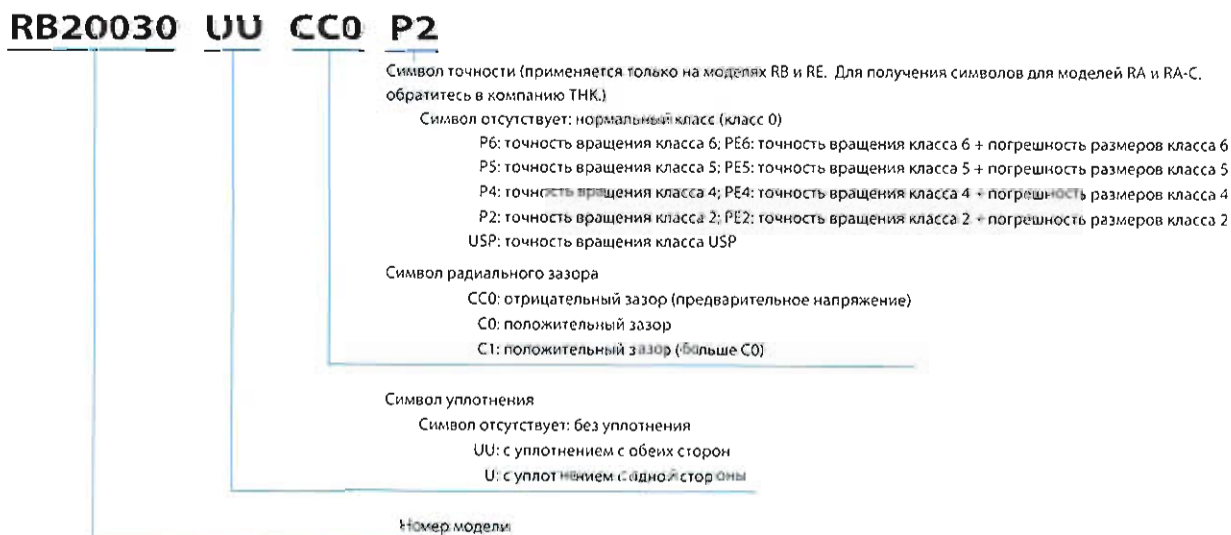 RB20030 UU CC0 P2
Символ точности (применяется только на моделях RB и RE. Для получения символов для моделей RA и RA-C,
обратитесь в компанию THK.)
Символ отсутствует: нормальный класс (класс 0)
P6: точность вращения класса 6; PE6: точность вращения класса 6 + погрешность размеров класса 6
P5: точность вращения класса 5; PE5: точность вращения класса 5 + погрешность размеров класса 5
P4: точность вращения класса 4; PE4: точность вращения класса 4 + погрешность размеров класса 4
P2: точность вращения класса 2; PE2: точность вращения класса 2 + погрешность размеров класса 2
USP: точность вращения класса USP
Символ радиального зазора
CC0: отрицательный зазор (предварительное напряжение)
C0: положительный зазор
C1: положительный зазор (больше C0)
Символ уплотнения
Символ отсутствует: без уплотнения
UU: с уплотнением с обеих сторон
U: с уплотнением с одной стороны
Номер модели